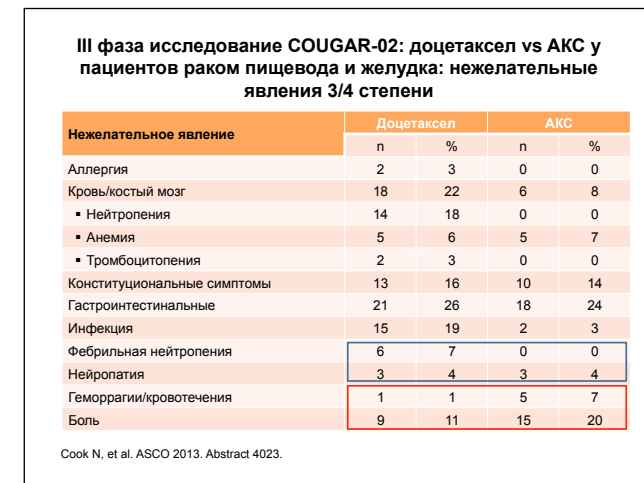 III фаза исследование COUGAR-02: доцетаксел vs АКС у
пациентов раком пищевода и желудка: нежелательные
явления 3/4 степени
Нежелательное явление Доцетаксел АКС
n % n %
Аллергия 2 3 0 0
Кровь/костый мозг 18 22 6 8
▪ Нейтропения 14 18 0 0
▪ Анемия 5 6 5 7
▪ Тромбоцитопения 2 3 0 0
Конституциональные симптомы 13 16 10 14
Гастроинтестинальные 21 26 18 24
Инфекция 15 19 2 3
Фебрильная нейтропения 6 7 0 0
Нейропатия 3 4 3 4
Геморрагии/кровотечения 1 1 5 7
Боль 9 11 15 20
Cook N, et al. ASCO 2013. Abstract 4023.